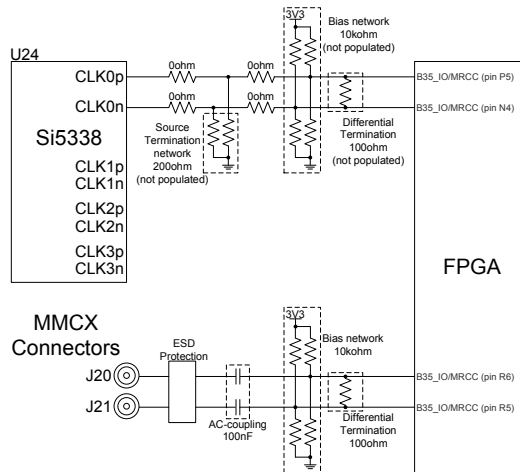 U24
Si5338
CLK0p
CLK0n
CLK1p
CLK1n
CLK2p
CLK2n
CLK3p
CLK3n
0ohm
0ohm
0ohm
0ohm
Source
Termination
network
200ohm
(not populated)
3V3
Bias network
10kohm
(not populated)
Differential
Termination
100ohm
(not populated)
B35_IO/MRCC (pin P5)
B35_IO/MRCC (pin N4)
FPGA
MMCX
Connectors
J20
J21
ESD
Protection
AC-coupling
100nF
3V3
Bias network
10kohm
Differential
Termination
100ohm
B35_IO/MRCC (pin R6)
B35_IO/MRCC (pin R5)